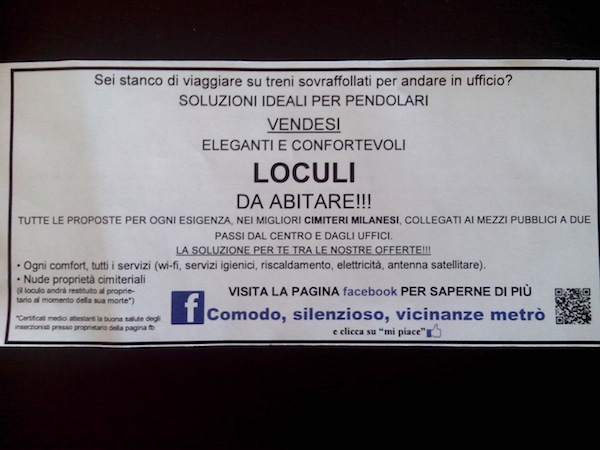 Sei stanco di viaggiare su treni sovraffollati per andare in ufficio?
SOLUZIONI IDEALI PER PENDOLARI
VENDESI
ELEGANTI E CONFORTEVOLI
LOCULI
DA ABITARE!!!
TUTTE LE PROPOSTE PER OGNI ESIGENZA, NEI MIGLIORI CIMITERI MILANESI, COLLEGATI AI MEZZI PUBBLICI A DUE
PASSI DAL CENTRO E DAGLI UFFICI.
LA SOLUZIONE PER TE TRA LE NOSTRE OFFERTE!!!
• Ogni comfort, tutti i servizi (wi-fi, servizi igienici, riscaldamento, elettricità, antenna satellitare).
• Nude proprietà cimiteriali
(il loculo andrà restituito al proprie-
tario al momento della sua morte*)
*Certificati medici attestanti la buona salute degli
inserzionisti presso proprietario della pagina fb
VISITA LA PAGINA facebook PER SAPERNE DI PIÙ
f Comodo, silenzioso, vicinanze metrò
e clicca su "mi piace"